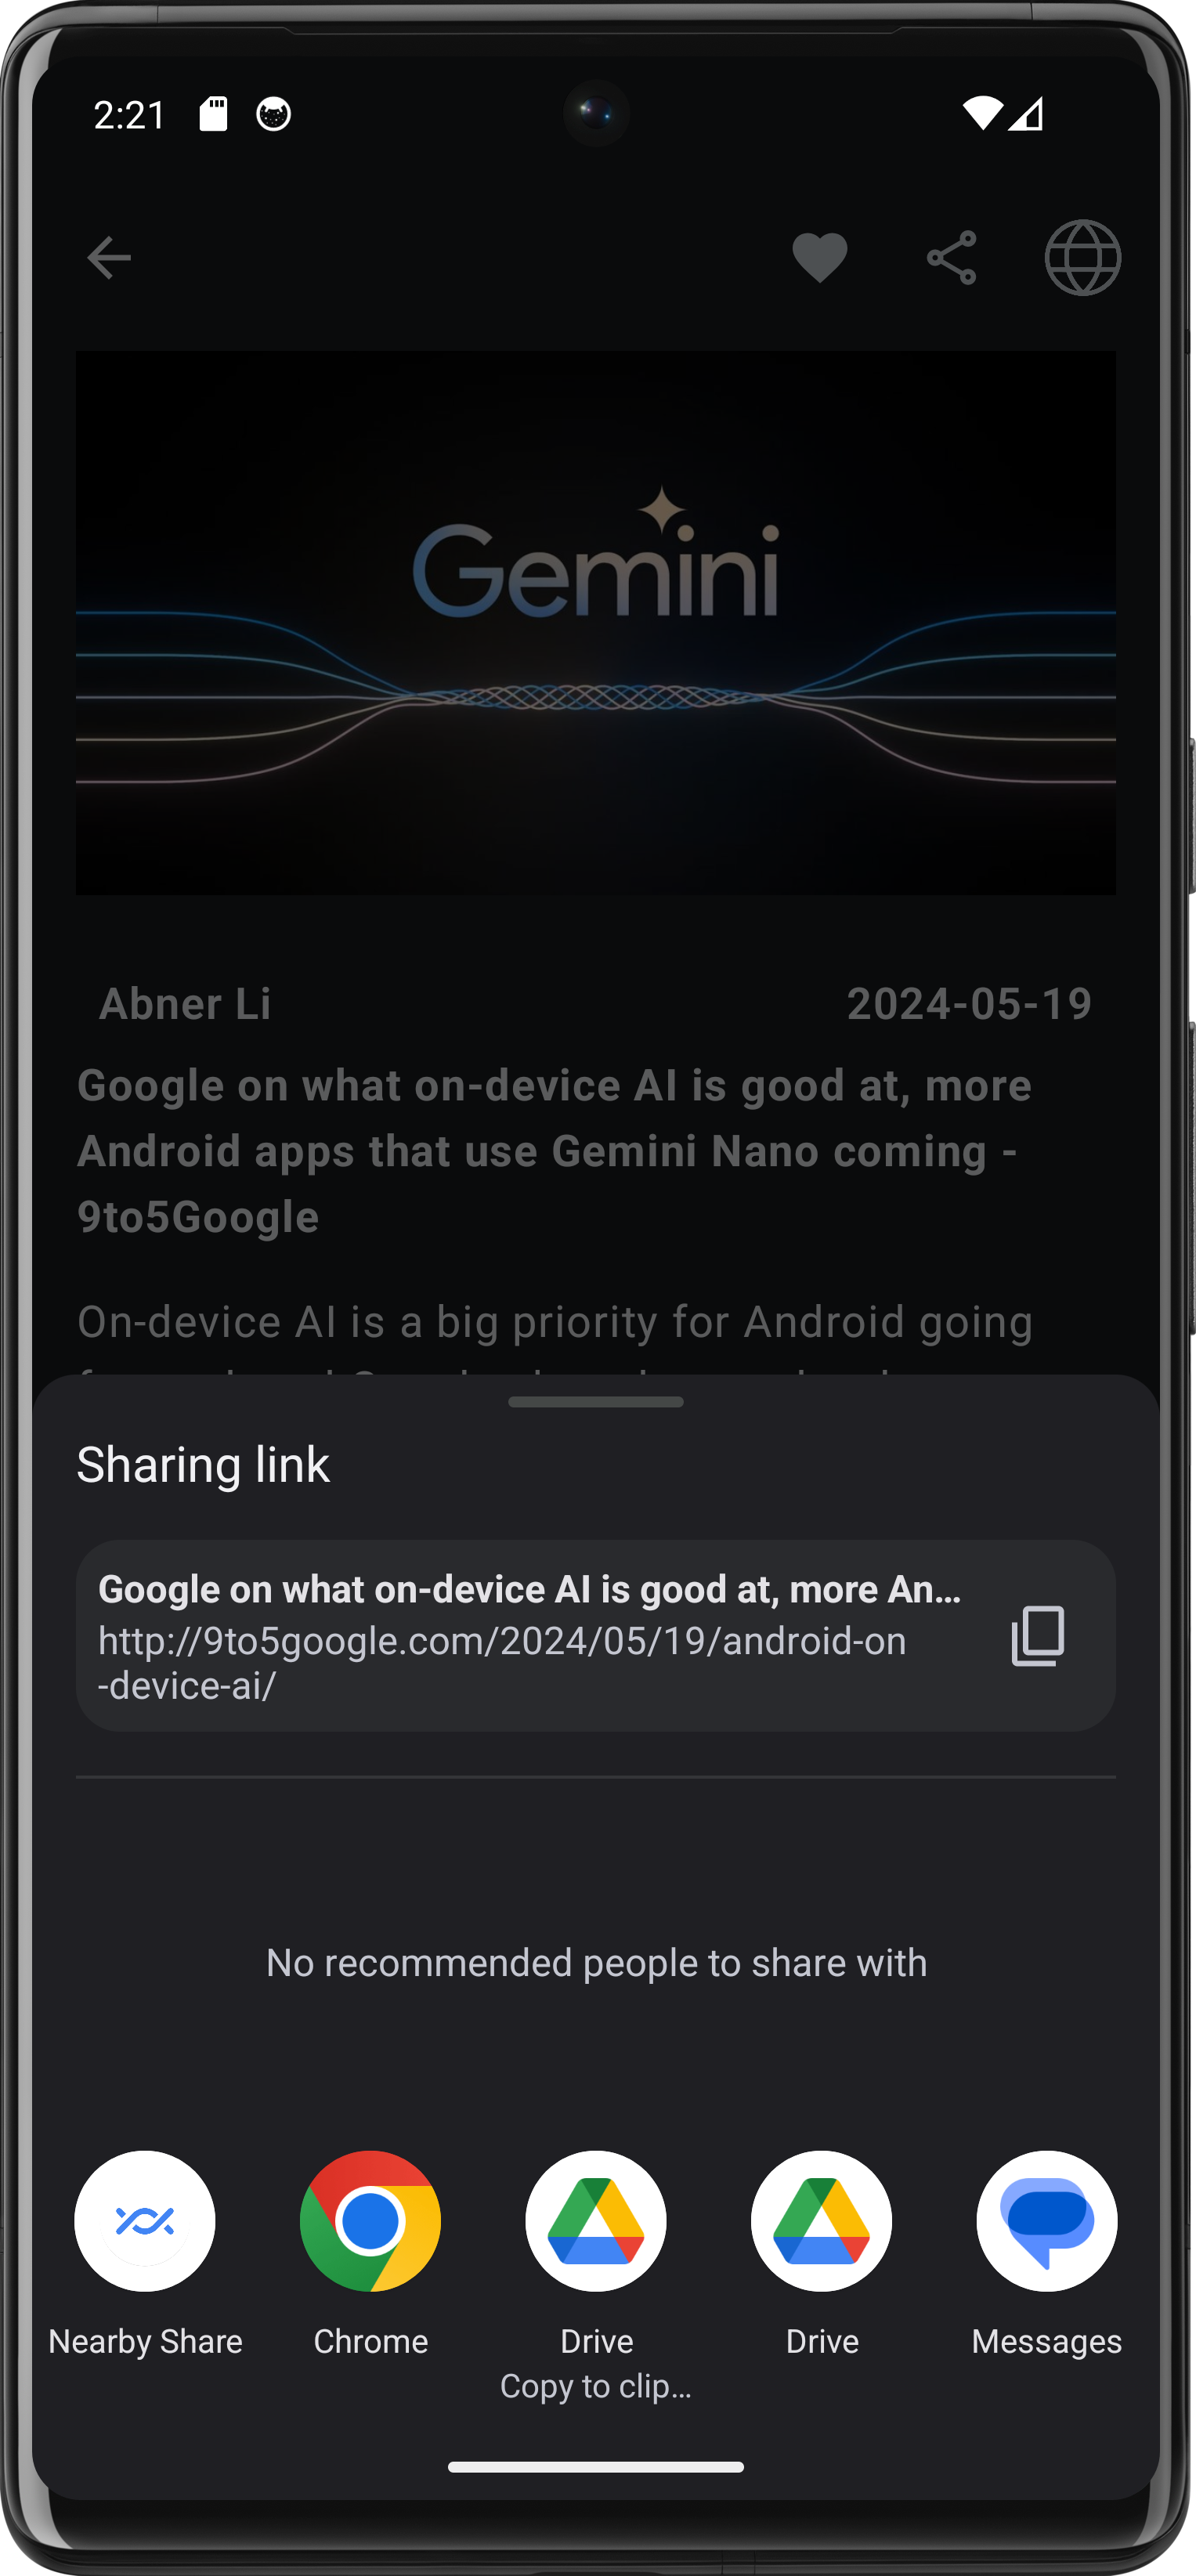 2:21
Gemini
Abner Li
2024-05-19
Google on what on-device AI is good at, more
Android apps that use Gemini Nano coming -
9to5Google
On-device AI is a big priority for Android going
Sharing link
Google on what on-device AI is good at, more An...
http://9to5google.com/2024/05/19/android-on
-device-ai/
No recommended people to share with
Nearby Share
Chrome
Drive
Copy to clip...
Drive
Messages